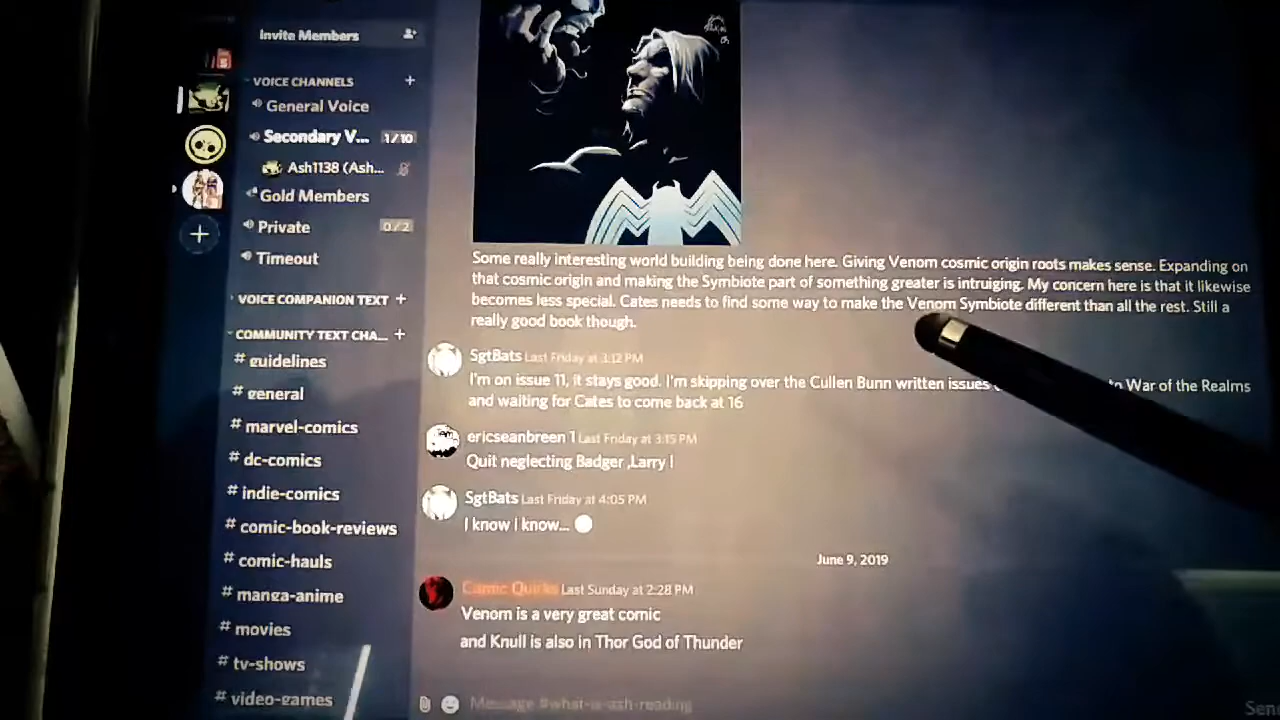 Invite Members
VOICE CHANNELS +
General Voice
Secondary V... 1/10
Ash1138 (Ash...
Gold Members
Private 0/2
Timeout
VOICE COMPANION TEXT +
COMMUNITY TEXT CHA... +
# guidelines
# general
# marvel-comics
# dc-comics
# indie-comics
# comic-book-reviews
# comic-hauls
# manga-anime
# movies
# tv-shows
# video-games
Some really interesting world building being done here. Giving Venom cosmic origin roots makes sense. Expanding on
that cosmic origin and making the Symbiote part of something greater is intruiging. My concern here is that it likewise
becomes less special. Cates needs to find some way to make the Venom Symbiote different than all the rest. Still a
really good book though.
SgtBats Last Friday at 3:12 PM
I'm on issue 11, it stays good. I'm skipping over the Cullen Bunn written issues to War of the Realms
and waiting for Cates to come back at 16
ericseanbreen 1 Last Friday at 3:15 PM
Quit neglecting Badger ,Larry !
SgtBats Last Friday at 4:05 PM
I know I know...
June 9, 2019
Comic Quirks Last Sunday at 2:28 PM
Venom is a very great comic
and Knull is also in Thor God of Thunder
Message #what-is-ash-reading